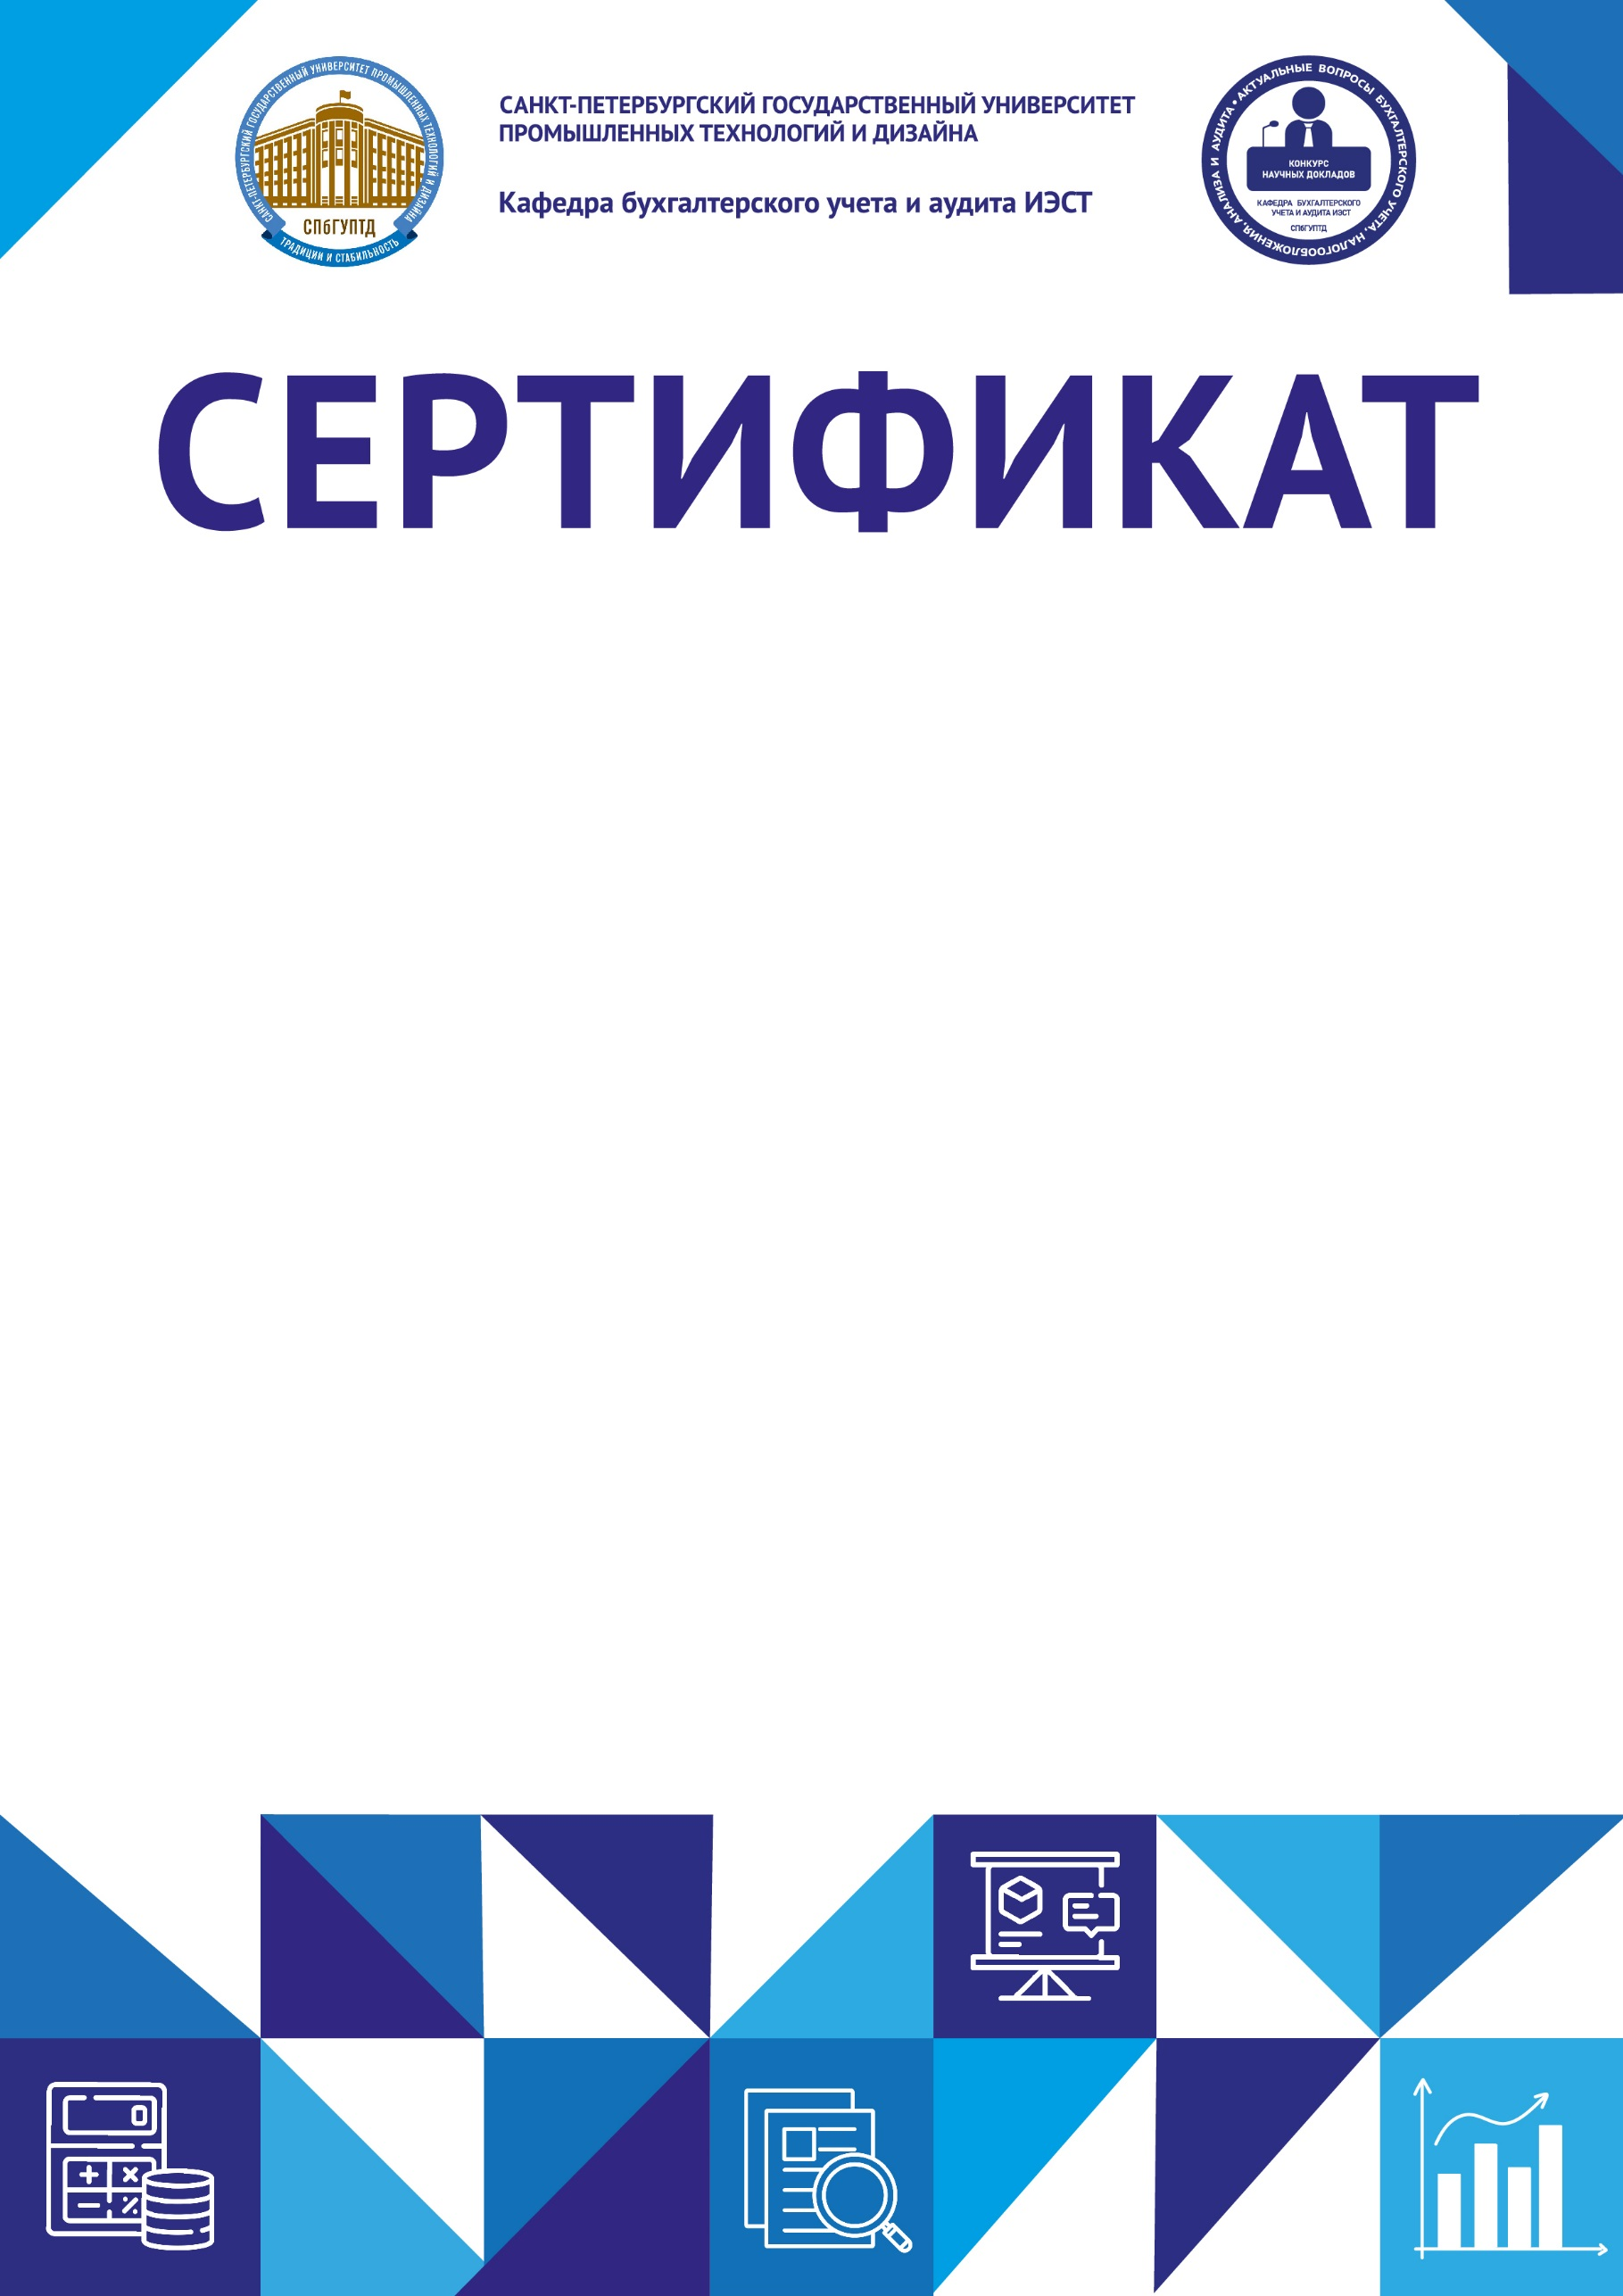 САНКТ-ПЕТЕРБУРГСКИЙ ГОСУДАРСТВЕННЫЙ УНИВЕРСИТЕТ ПРОМЫШЛЕННЫХ ТЕХНОЛОГИЙ И ДИЗАЙНА
СПбГУПТД
ТРАДИЦИИ И СТАБИЛЬНОСТЬ
САНКТ-ПЕТЕРБУРГСКИЙ ГОСУДАРСТВЕННЫЙ УНИВЕРСИТЕТ
ПРОМЫШЛЕННЫХ ТЕХНОЛОГИЙ И ДИЗАЙНА
Кафедра бухгалтерского учета и аудита ИЭСТ
• АКТУАЛЬНЫЕ ВОПРОСЫ БУХГАЛТЕРСКОГО УЧЕТА, НАЛОГООБЛОЖЕНИЯ, АНАЛИЗА И АУДИТА
КОНКУРС
НАУЧНЫХ ДОКЛАДОВ
КАФЕДРА БУХГАЛТЕРСКОГО
УЧЕТА И АУДИТА ИЭСТ
СПбГУПТД
СЕРТИФИКАТ